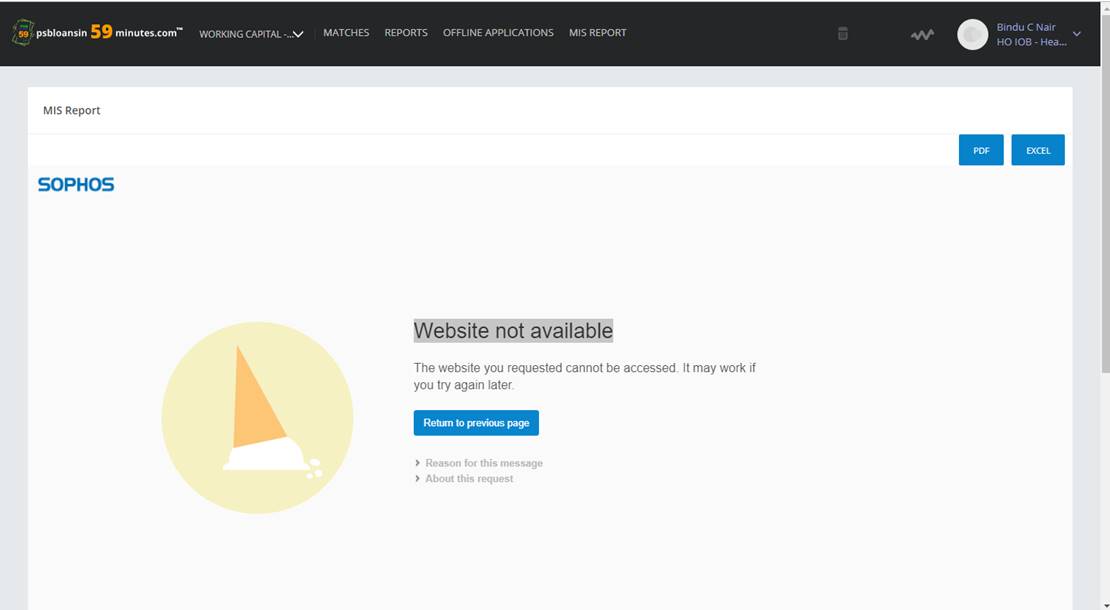 psbloansin 59 minutes.com™ WORKING CAPITAL -... MATCHES REPORTS OFFLINE APPLICATIONS MIS REPORT
59
Bindu C Nair
HO IOB - Hea...
MIS Report
PDF EXCEL
SOPHOS
Website not available
The website you requested cannot be accessed. It may work if
you try again later.
Return to previous page
Reason for this message
About this request